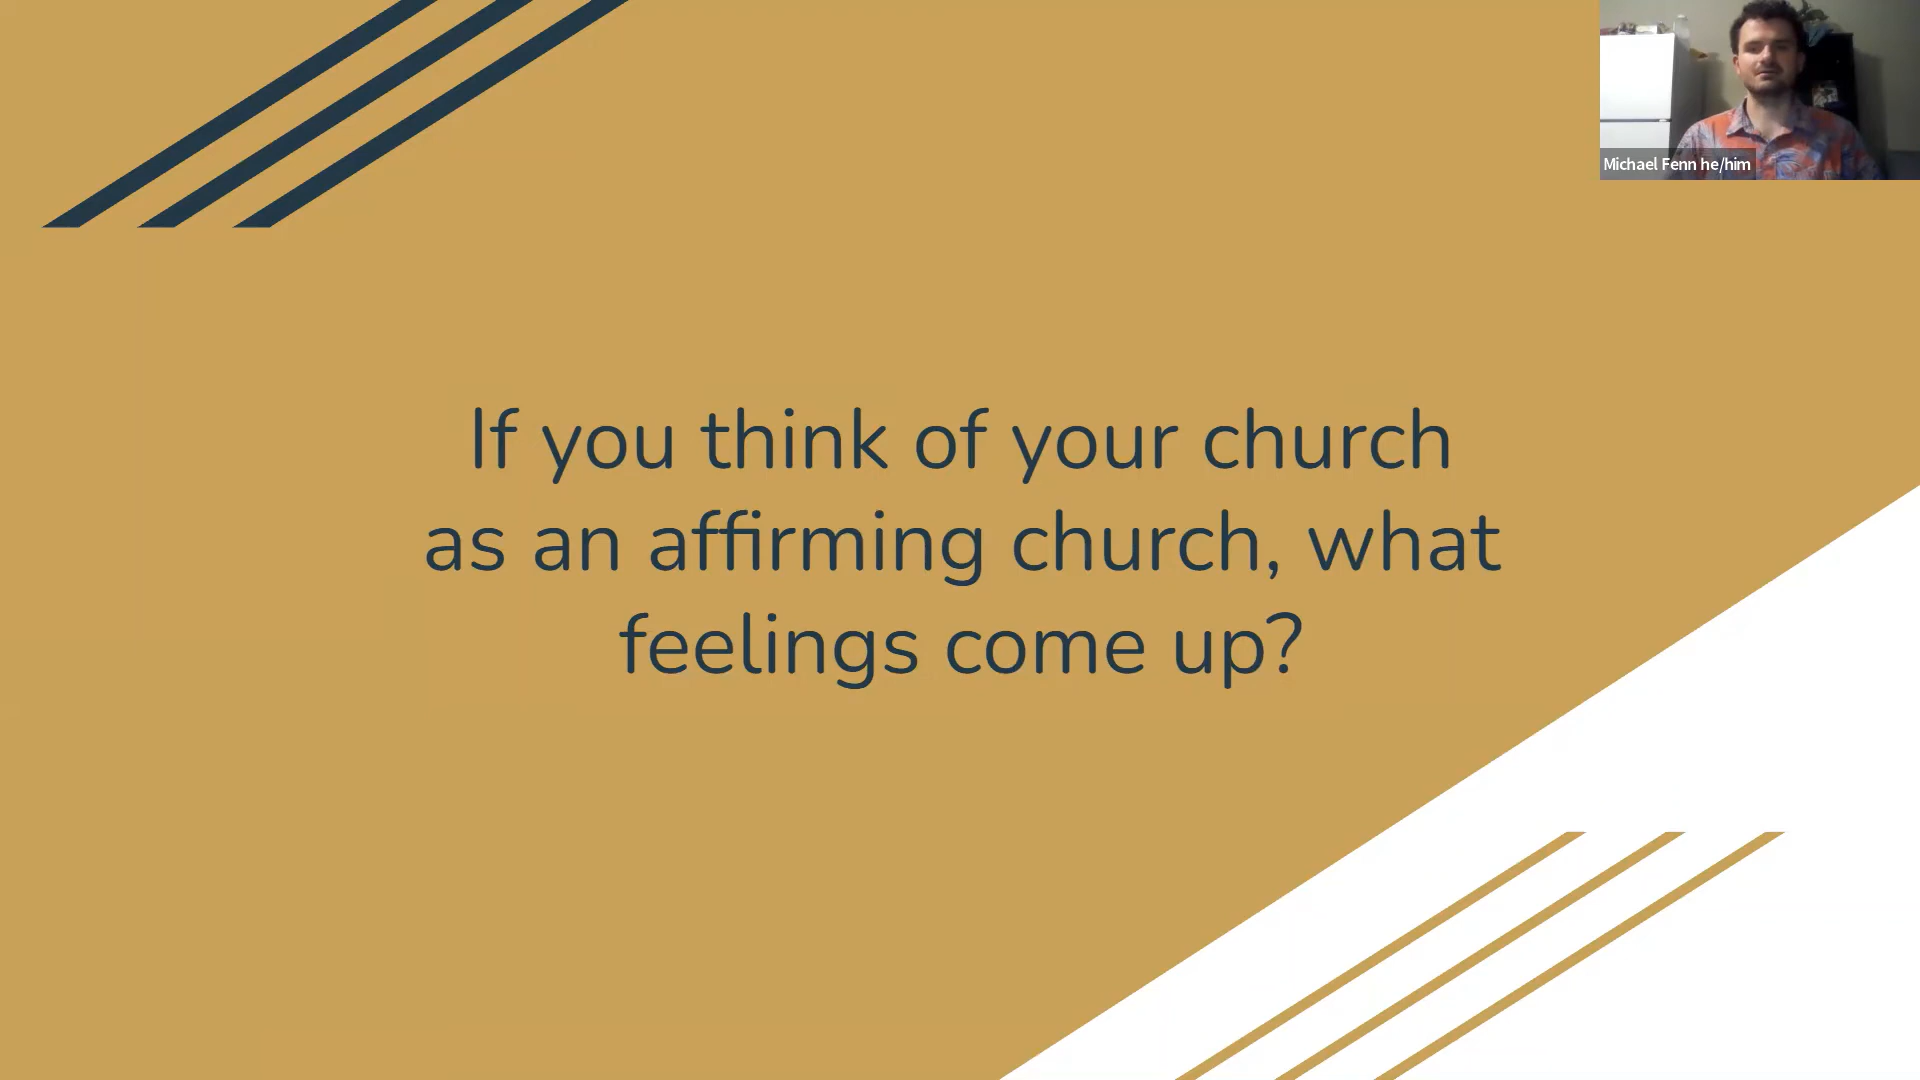 Michael Fenn he/him
If you think of your church
as an affirming church, what
feelings come up?